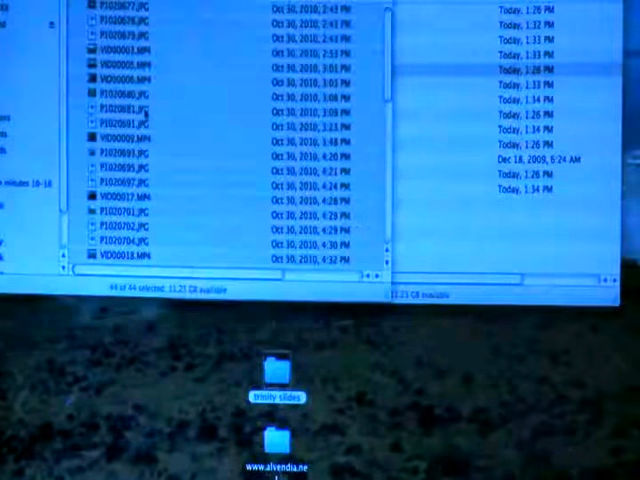 P1020677.JPG Oct 30, 2010, 2:43 PM Today, 1:26 PM
P1020678.JPG Oct 30, 2010, 2:43 PM Today, 1:32 PM
P1020679.JPG Oct 30, 2010, 2:43 PM Today, 1:33 PM
VID00003.MP4 Oct 30, 2010, 2:53 PM Today, 1:33 PM
VID00005.MP4 Oct 30, 2010, 3:01 PM Today, 1:26 PM
VID00006.MP4 Oct 30, 2010, 3:03 PM Today, 1:33 PM
P1020680.JPG Oct 30, 2010, 3:08 PM Today, 1:34 PM
P1020681.JPG Oct 30, 2010, 3:09 PM Today, 1:26 PM
P1020691.JPG Oct 30, 2010, 3:23 PM Today, 1:34 PM
VID00009.MP4 Oct 30, 2010, 3:48 PM Today, 1:26 PM
P1020693.JPG Oct 30, 2010, 4:20 PM Dec 18, 2009, 6:24 AM
P1020695.JPG Oct 30, 2010, 4:21 PM Today, 1:26 PM
minutes 10-18 P1020697.JPG Oct 30, 2010, 4:24 PM Today, 1:34 PM
VID00017.MP4 Oct 30, 2010, 4:28 PM
P1020701.JPG Oct 30, 2010, 4:29 PM
P1020702.JPG Oct 30, 2010, 4:29 PM
P1020704.JPG Oct 30, 2010, 4:30 PM
VID00018.MP4 Oct 30, 2010, 4:32 PM
44 of 44 selected, 11.23 GB available 11.23 GB available
trinity slides
www.alvendia.ne